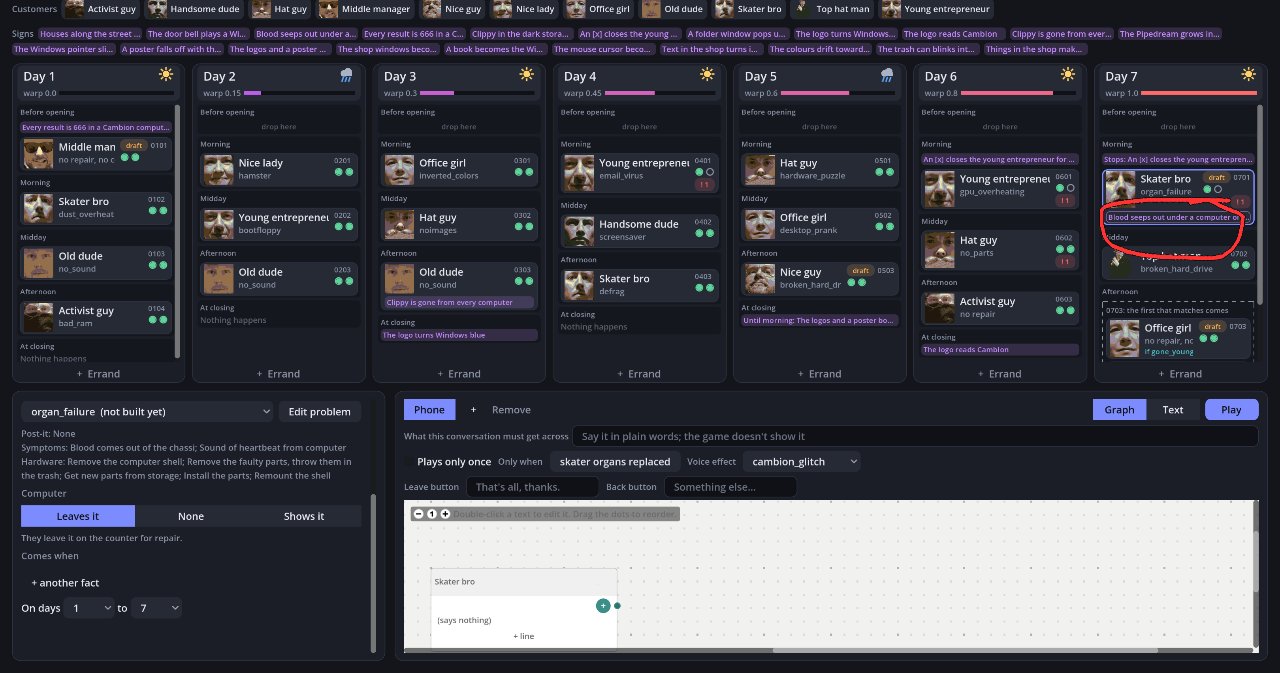 Customers Activist guy Handsome dude Hat guy Middle manager Nice guy Nice lady Office girl Old dude Skater bro Top hat man Young entrepreneur
Signs Houses along the street ... The door bell plays a Wi... Blood seeps out under a... Every result is 666 in a C... Clippy in the dark stora... An [x] closes the young ... A folder window pops u... The logo turns Windows... The logo reads Cambion Clippy is gone from ever... The Pipedream grows in...
The Windows pointer sli... A poster falls off with th... The logos and a poster ... The shop windows beco... A book becomes the Wi... The mouse cursor beco... Text in the shop turns i... The colours drift toward... The trash can blinks int... Things in the shop mak...
Day 1
warp 0.0
Before opening
Every result is 666 in a Cambion comput...
Middle man draft 0101
no repair, no c
Morning
Skater bro 0102
dust_overheat
Midday
Old dude 0103
no_sound
Afternoon
Activist guy 0104
bad_ram
At closing
Nothing happens
+ Errand
Day 2
warp 0.15
Before opening
drop here
Morning
Nice lady 0201
hamster
Midday
Young entrepreneu 0202
bootfloppy
Afternoon
Old dude 0203
no_sound
At closing
Nothing happens
+ Errand
Day 3
warp 0.3
Before opening
drop here
Morning
Office girl 0301
inverted_colors
Midday
Hat guy 0302
noimages
Afternoon
Old dude 0303
no_sound
Clippy is gone from every computer
At closing
The logo turns Windows blue
+ Errand
Day 4
warp 0.45
Before opening
drop here
Morning
Young entrepreneu 0401
email_virus
! 1
Midday
Handsome dude 0402
screensaver
Afternoon
Skater bro 0403
defrag
At closing
Nothing happens
+ Errand
Day 5
warp 0.6
Before opening
drop here
Morning
Hat guy 0501
hardware_puzzle
Midday
Office girl 0502
desktop_prank
Afternoon
Nice guy draft 0503
broken_hard_dr
At closing
Until morning: The logos and a poster bo...
+ Errand
Day 6
warp 0.8
Before opening
drop here
Morning
An [x] closes the young entrepreneur for ...
Young entrepreneu 0601
gpu_overheating
! 1
Midday
Hat guy 0602
no_parts
! 1
Afternoon
Activist guy 0603
no repair
At closing
The logo reads Cambion
+ Errand
Day 7
warp 1.0
Before opening
drop here
Morning
Stops: An [x] closes the young entrepren...
Skater bro draft 0701
organ_failure
! 1
Blood seeps out under a computer
Midday
0702
broken_hard_drive
Afternoon
0703: the first that matches comes
Office girl draft 0703
no repair, nc
if gone_young
+ Errand
organ_failure (not built yet) Edit problem
Post-it: None
Symptoms: Blood comes out of the chassi; Sound of heartbeat from computer
Hardware: Remove the computer shell; Remove the faulty parts, throw them in
the trash; Get new parts from storage; Install the parts; Remount the shell
Computer
Leaves it None Shows it
They leave it on the counter for repair.
Comes when
+ another fact
On days 1 to 7
Phone + Remove Graph Text Play
What this conversation must get across Say it in plain words; the game doesn't show it
Plays only once Only when skater organs replaced Voice effect cambion_glitch
Leave button That's all, thanks. Back button Something else...
− 1 + Double-click a text to edit it. Drag the dots to reorder.
Skater bro
+
(says nothing)
+ line